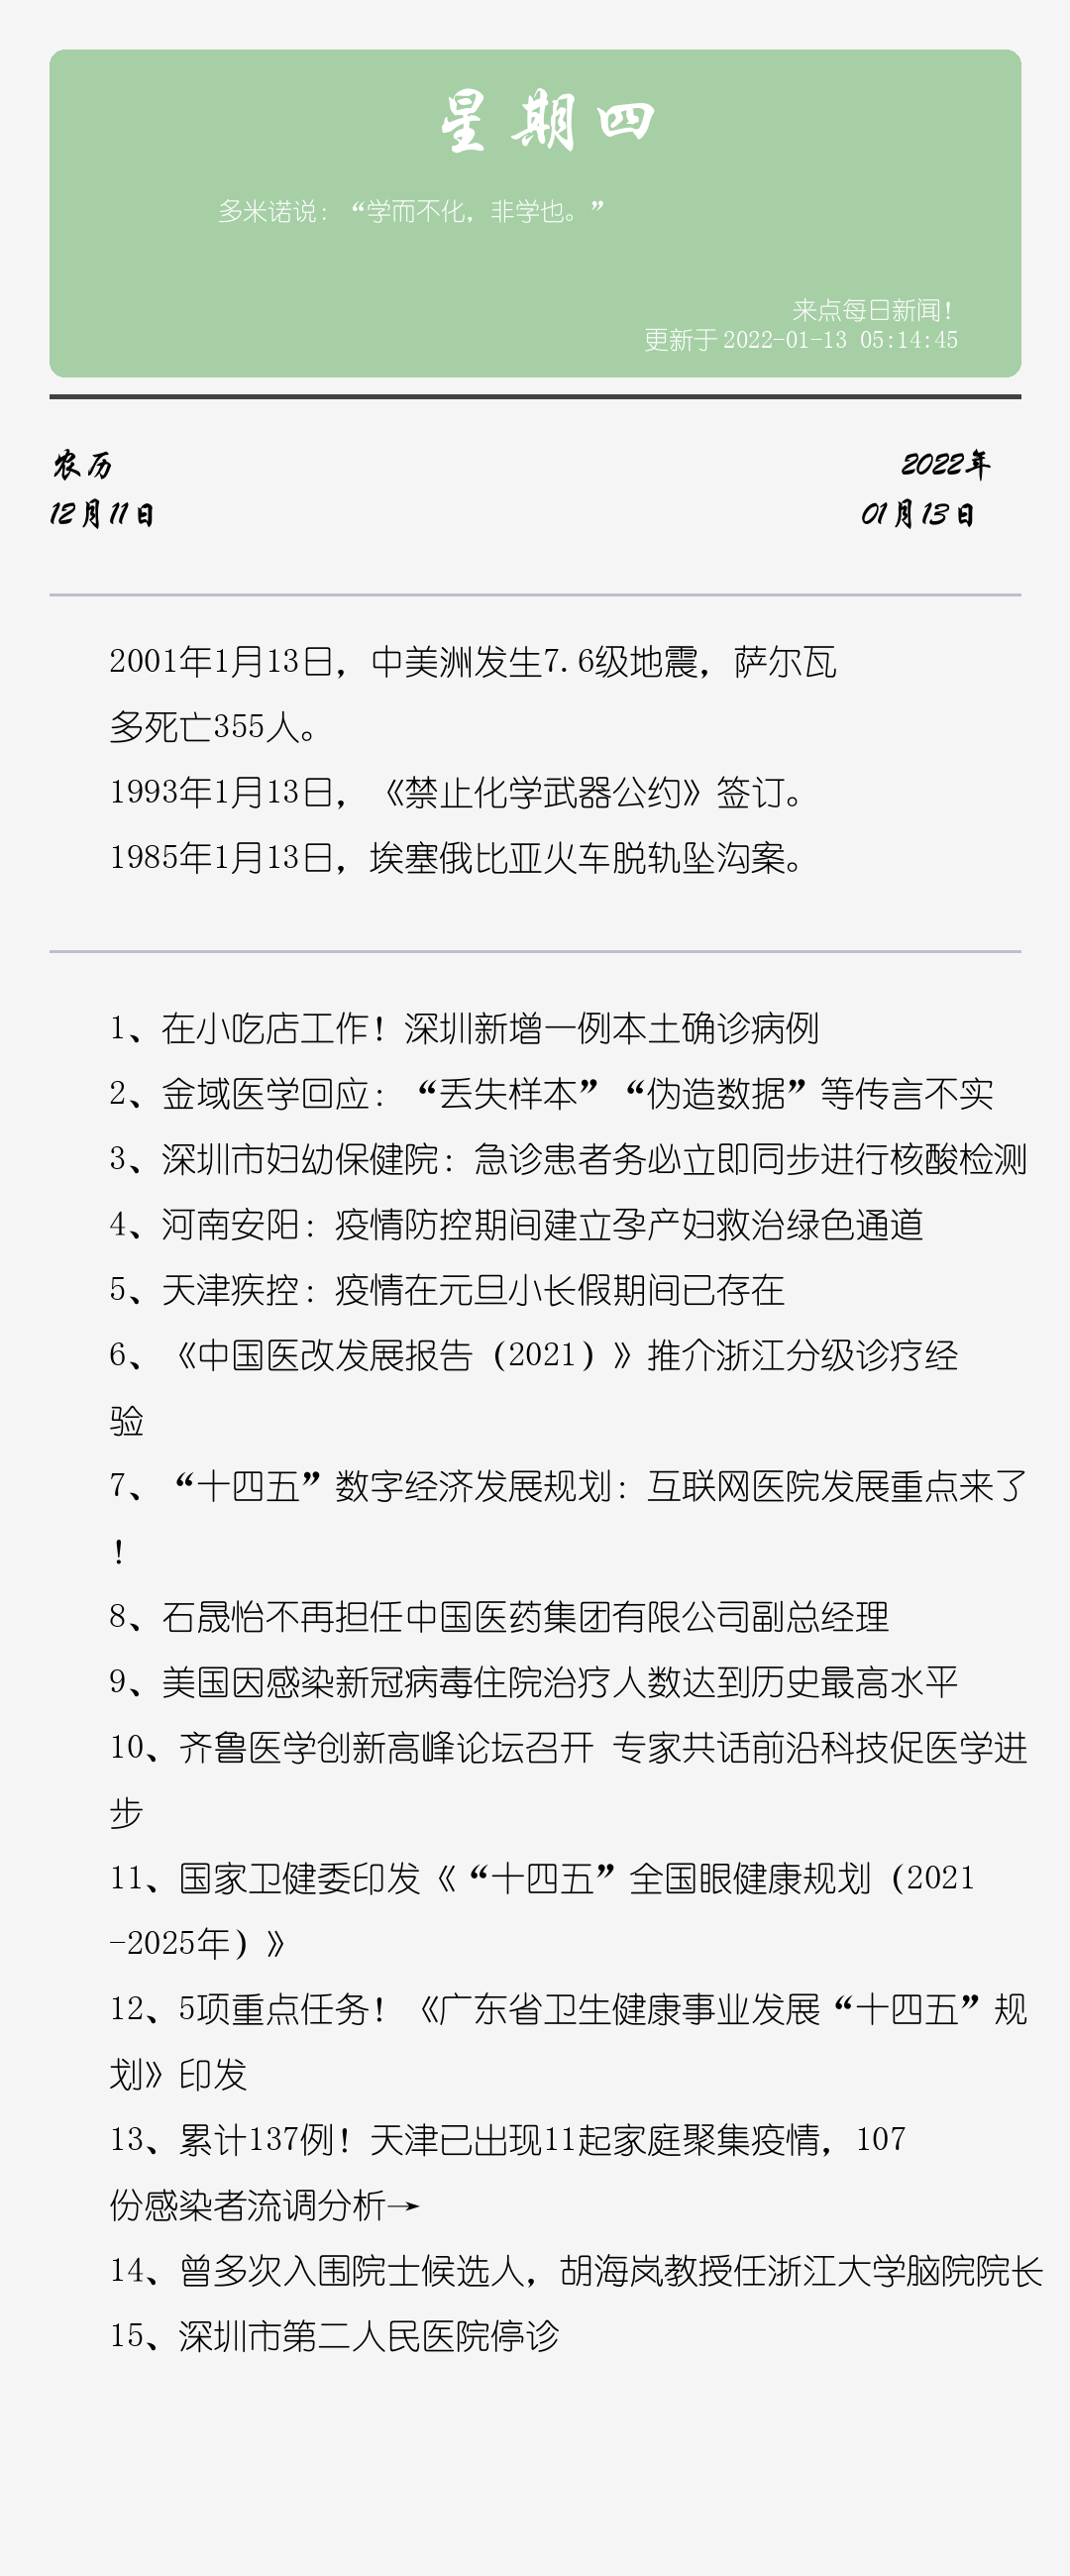 星期四
多米诺说：“学而不化，非学也。”
来点每日新闻！
更新于 2022-01-13 05:14:45
农历
2022年
12月11日
01月13日
2001年1月13日，中美洲发生7.6级地震，萨尔瓦
多死亡355人。
1993年1月13日，《禁止化学武器公约》签订。
1985年1月13日，埃塞俄比亚火车脱轨坠沟案。
1、在小吃店工作！深圳新增一例本土确诊病例
2、金域医学回应：“丢失样本”“伪造数据”等传言不实
3、深圳市妇幼保健院：急诊患者务必立即同步进行核酸检测
4、河南安阳：疫情防控期间建立孕产妇救治绿色通道
5、天津疾控：疫情在元旦小长假期间已存在
6、《中国医改发展报告（2021）》推介浙江分级诊疗经
验
7、“十四五”数字经济发展规划：互联网医院发展重点来了
！
8、石晟怡不再担任中国医药集团有限公司副总经理
9、美国因感染新冠病毒住院治疗人数达到历史最高水平
10、齐鲁医学创新高峰论坛召开 专家共话前沿科技促医学进
步
11、国家卫健委印发《“十四五”全国眼健康规划（2021
-2025年）》
12、5项重点任务！《广东省卫生健康事业发展“十四五”规
划》印发
13、累计137例！天津已出现11起家庭聚集疫情，107
份感染者流调分析→
14、曾多次入围院士候选人，胡海岚教授任浙江大学脑院院长
15、深圳市第二人民医院停诊